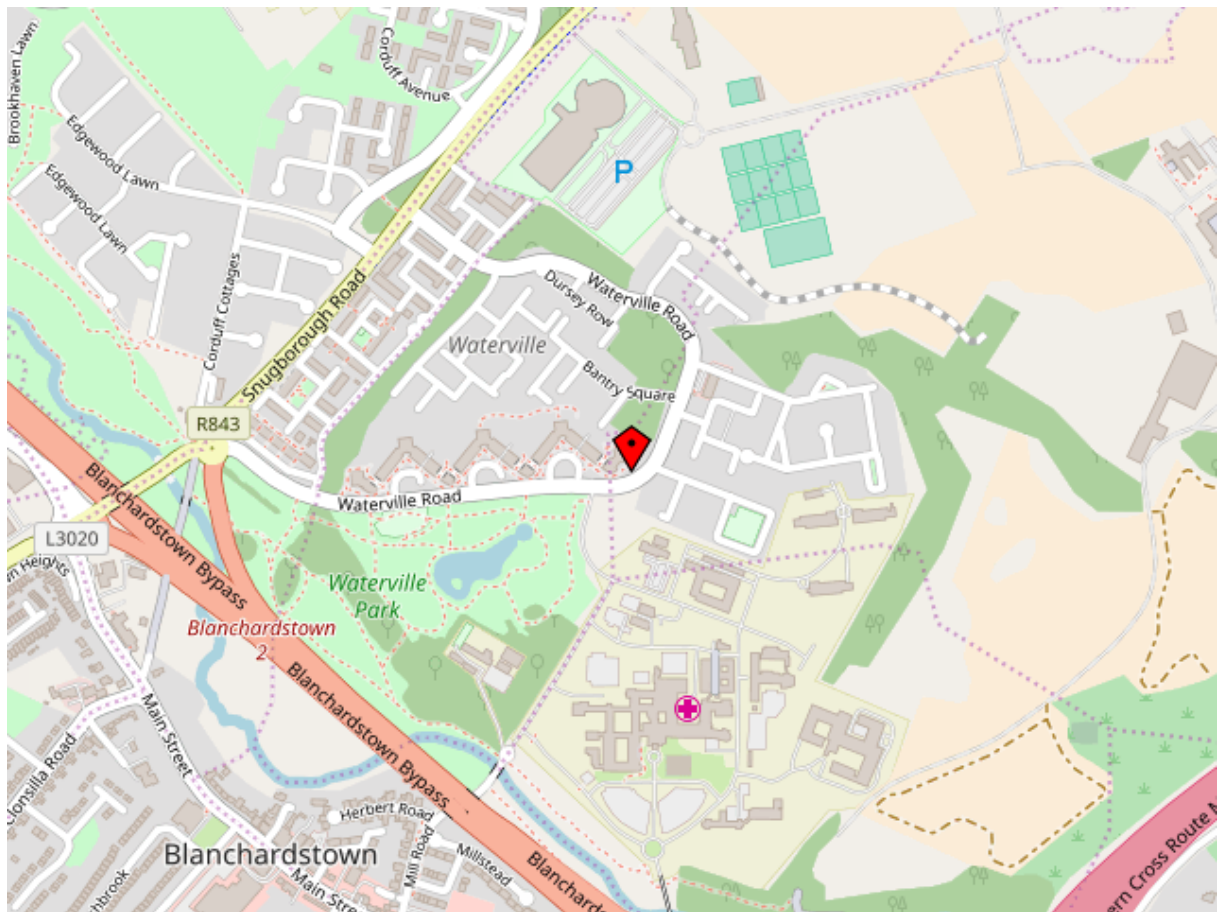 Brookhaven Lawn
Corduff Avenue
Edgewood Lawn
Edgewood Lawn
P
Corduff Cottages
Snugborough Road
Waterville Road
Dursey Row
Waterville
Bantry Square
R843
Waterville Road
Blanchardstown Bypass
L3020
Heights
Waterville
Park
Blanchardstown
2
Blanchardstown Bypass
Main Street
Clonsilla Road
Herbert Road
Mill Road
Millstead
Blanchardstown
Main Street